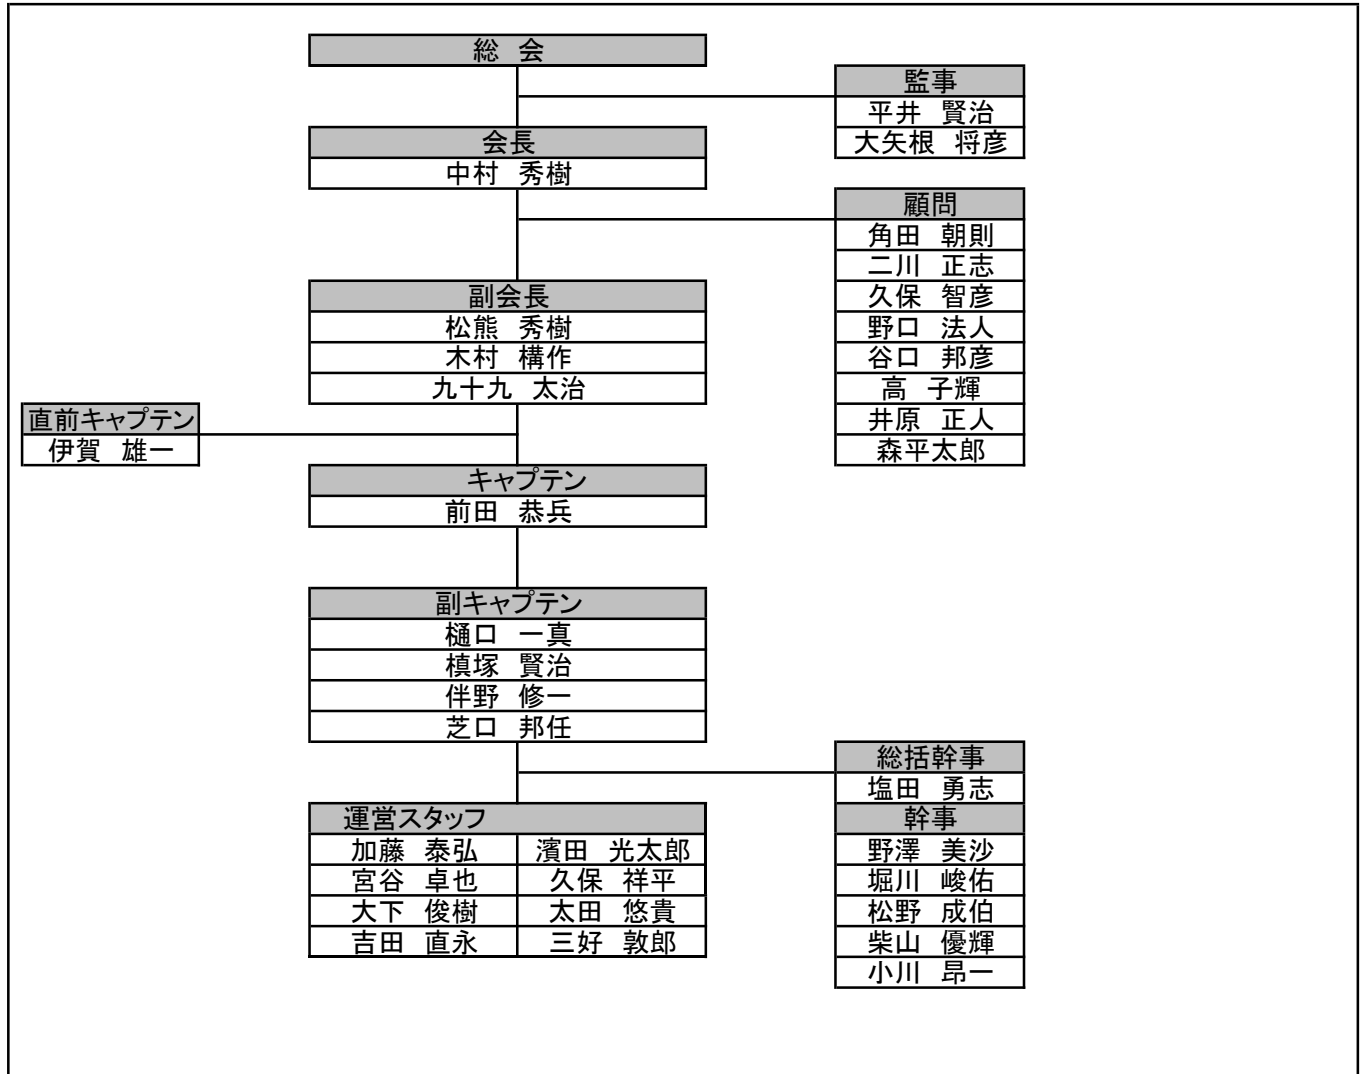 総 会
監事
平井 賢治
大矢根 将彦
会長
中村 秀樹
顧問
角田 朝則
二川 正志
久保 智彦
野口 法人
谷口 邦彦
高 子輝
井原 正人
森平太郎
副会長
松熊 秀樹
木村 構作
九十九 太治
直前キャプテン
伊賀 雄一
キャプテン
前田 恭兵
副キャプテン
樋口 一真
槙塚 賢治
伴野 修一
芝口 邦任
総括幹事
塩田 勇志
幹事
野澤 美沙
堀川 峻佑
松野 成伯
柴山 優輝
小川 昂一
運営スタッフ
加藤 泰弘 濱田 光太郎
宮谷 卓也 久保 祥平
大下 俊樹 太田 悠貴
吉田 直永 三好 敦郎